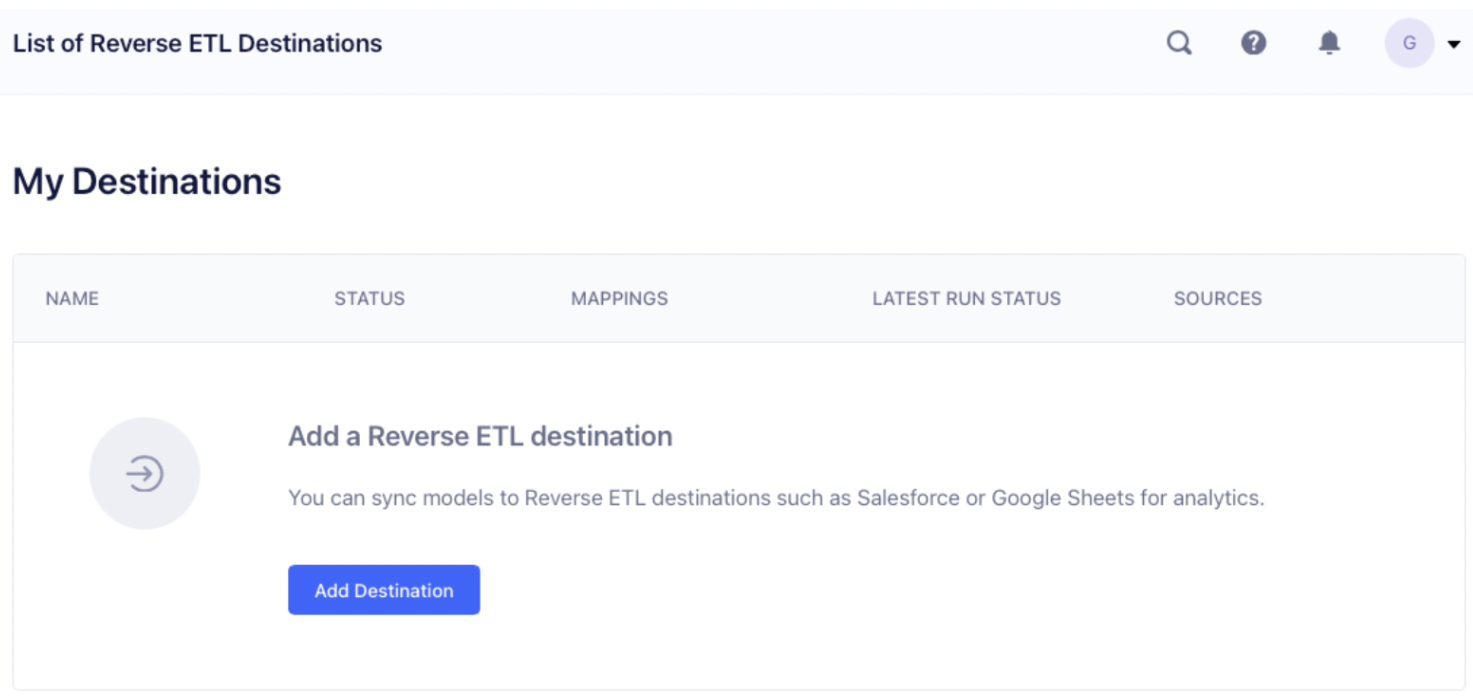 List of Reverse ETL Destinations
?
G
My Destinations
NAME STATUS MAPPINGS LATEST RUN STATUS SOURCES
Add a Reverse ETL destination
You can sync models to Reverse ETL destinations such as Salesforce or Google Sheets for analytics.
Add Destination